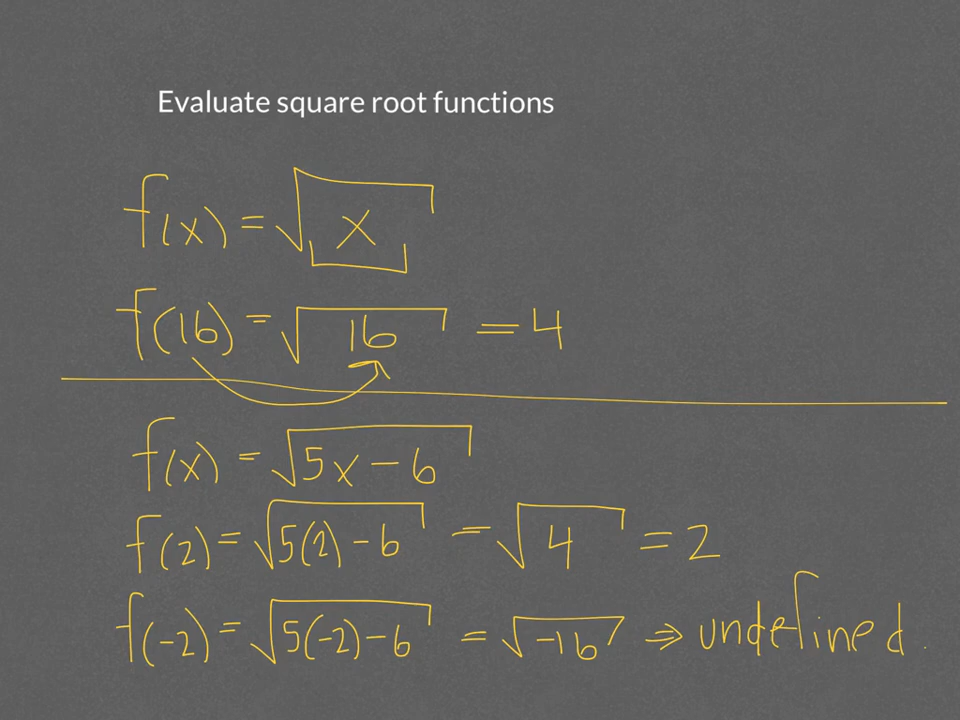 Evaluate square root functions
f(x) = √x
f(16) = √16 = 4
f(x) = √5x - 6
f(2) = √5(2) - 6 = √4 = 2
f(-2) = √5(-2) - 6 = √-16 ⇒ undefined.